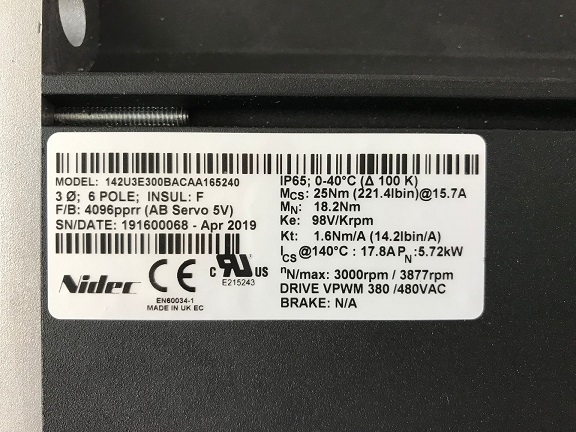 MODEL: 142U3E300BACAA165240
3 Ø; 6 POLE; INSUL: F
F/B: 4096pprr (AB Servo 5V)
SN/DATE: 191600068 - Apr 2019
Nidec
CE
EN60034-1
MADE IN UK EC
C RU US
E215243
IP65; 0-40°C (Δ 100 K)
MCS: 25Nm (221.4lbin)@15.7A
MN: 18.2Nm
Ke: 98V/Krpm
Kt: 1.6Nm/A (14.2lbin/A)
ICS @140°C : 17.8A PN: 5.72kW
nN/max: 3000rpm / 3877rpm
DRIVE VPWM 380 /480VAC
BRAKE: N/A